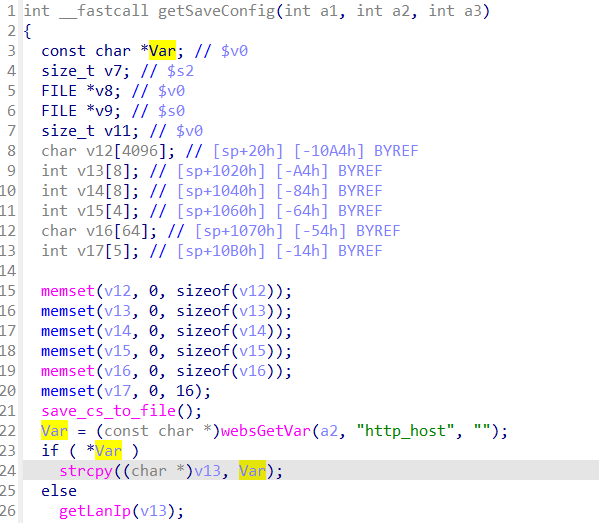 1 int __fastcall getSaveConfig(int a1, int a2, int a3)
2 {
3 const char *Var; // $v0
4 size_t v7; // $s2
5 FILE *v8; // $v0
6 FILE *v9; // $s0
7 size_t v11; // $v0
8 char v12[4096]; // [sp+20h] [-10A4h] BYREF
9 int v13[8]; // [sp+1020h] [-A4h] BYREF
10 int v14[8]; // [sp+1040h] [-84h] BYREF
11 int v15[4]; // [sp+1060h] [-64h] BYREF
12 char v16[64]; // [sp+1070h] [-54h] BYREF
13 int v17[5]; // [sp+10B0h] [-14h] BYREF
14
15 memset(v12, 0, sizeof(v12));
16 memset(v13, 0, sizeof(v13));
17 memset(v14, 0, sizeof(v14));
18 memset(v15, 0, sizeof(v15));
19 memset(v16, 0, sizeof(v16));
20 memset(v17, 0, 16);
21 save_cs_to_file();
22 Var = (const char *)websGetVar(a2, "http_host", "");
23 if ( *Var )
24 strcpy((char *)v13, Var);
25 else
26 getLanIp(v13);